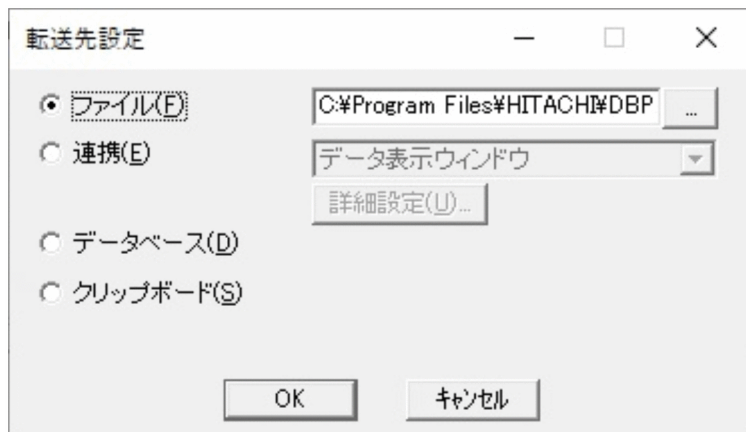 転送先設定
ファイル(F) C:¥Program Files¥HITACHI¥DBP ...
連携(E) データ表示ウィンドウ
詳細設定(U)...
データベース(D)
クリップボード(S)
OK キャンセル